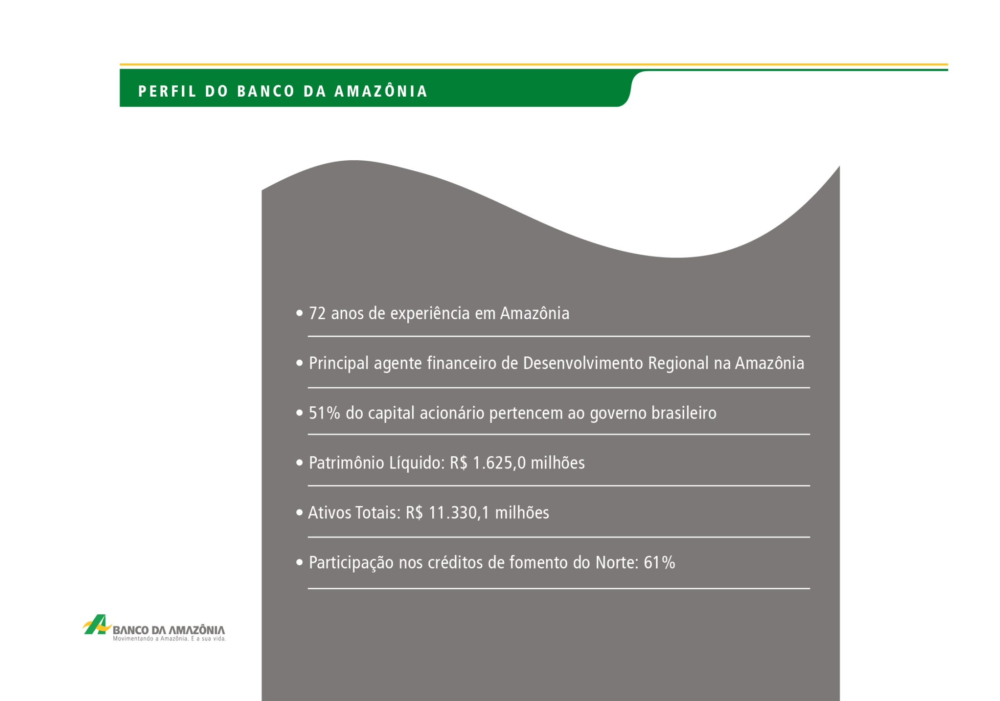 PERFIL DO BANCO DA AMAZÔNIA
• 72 anos de experiência em Amazônia
• Principal agente financeiro de Desenvolvimento Regional na Amazônia
• 51% do capital acionário pertencem ao governo brasileiro
• Patrimônio Líquido: R$ 1.625,0 milhões
• Ativos Totais: R$ 11.330,1 milhões
• Participação nos créditos de fomento do Norte: 61%
BANCO DA AMAZÔNIA
Movimentando a Amazônia. E a sua vida.